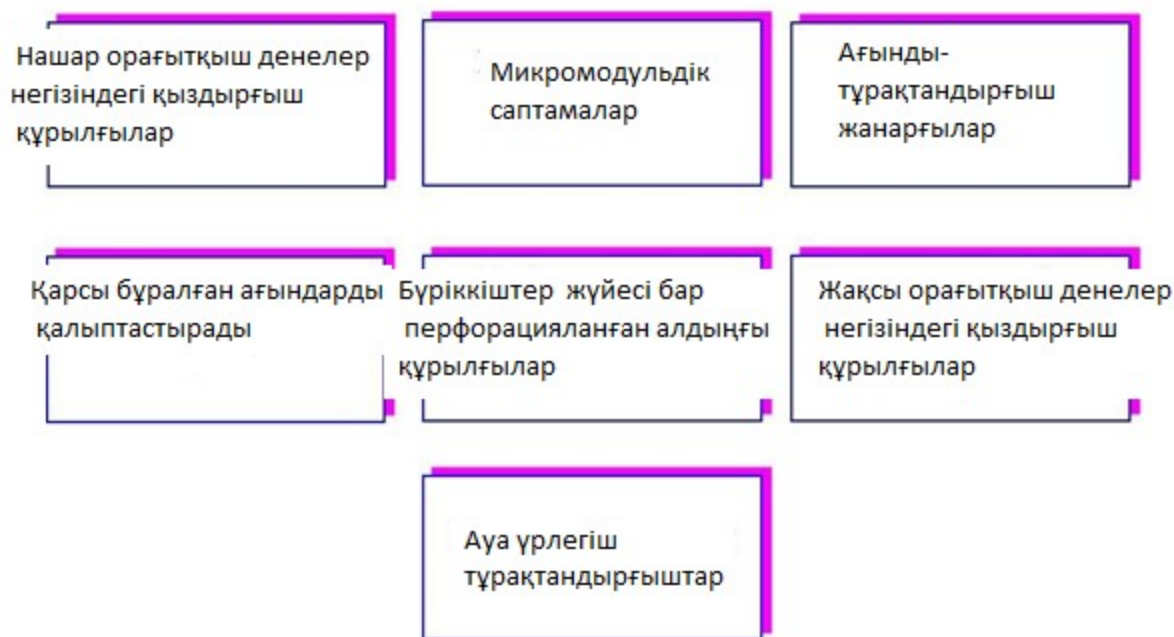 Нашар орағытқыш денелер
негізіндегі қыздырғыш
құрылғылар
Микромодульдік
саптамалар
Ағынды-
тұрақтандырғыш
жанарғылар
Қарсы бұралған ағындарды
қалыптастырады
Бүріккіштер жүйесі бар
перфорацияланған алдыңғы
құрылғылар
Жақсы орағытқыш денелер
негізіндегі қыздырғыш
құрылғылар
Ауа үрлегіш
тұрақтандырғыштар